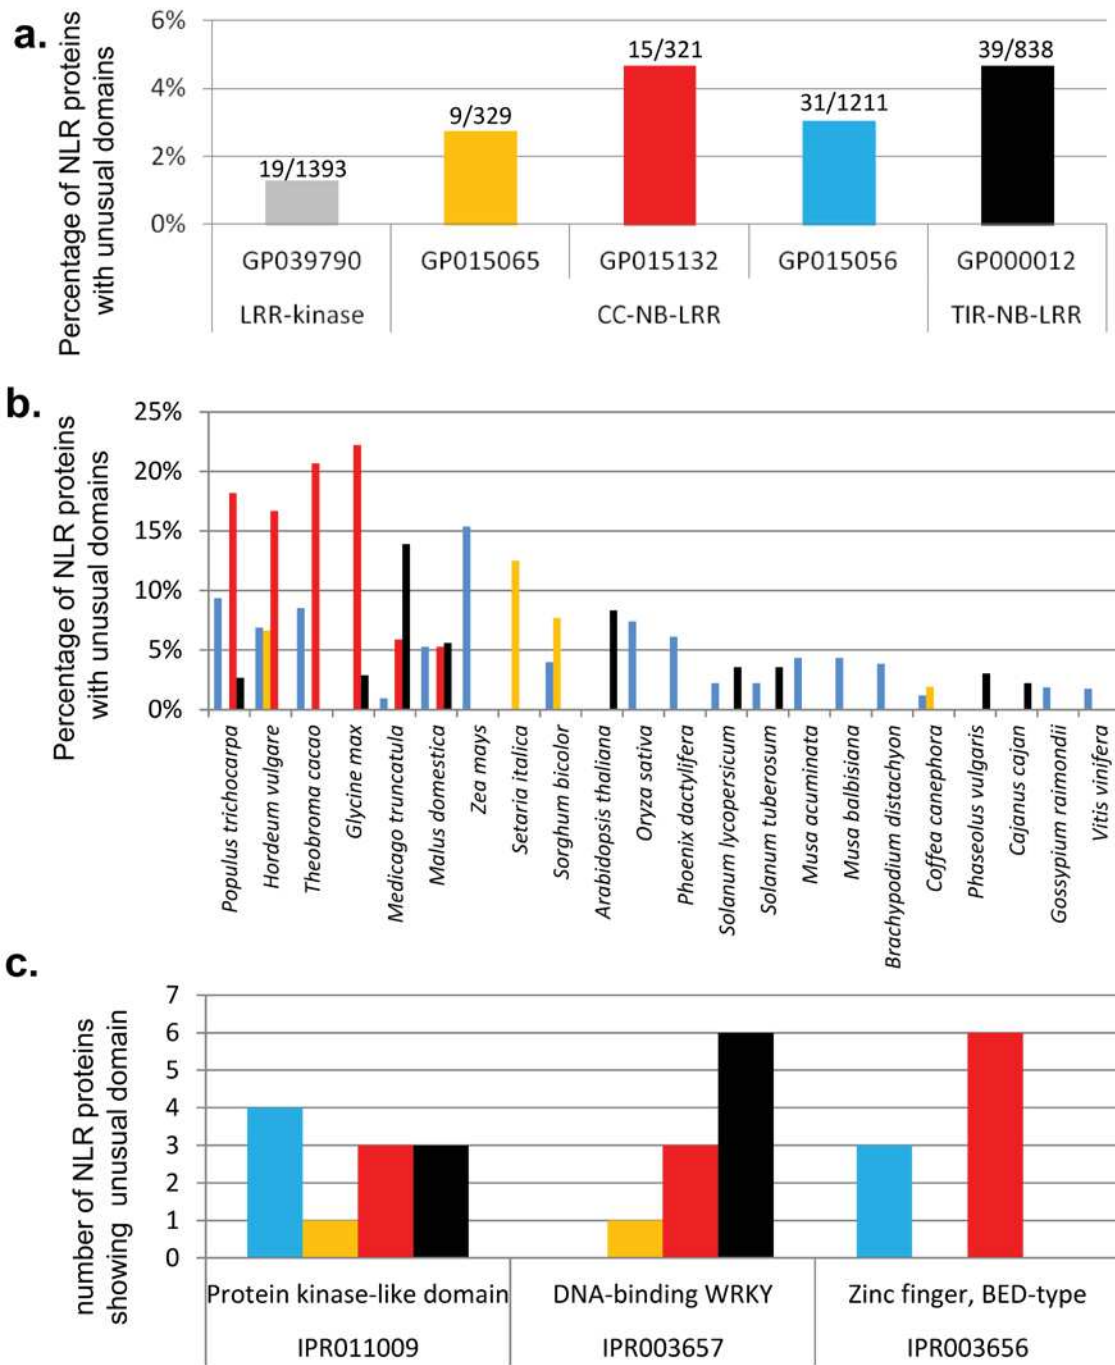 a.
Percentage of NLR proteins
with unusual domains
6%
4%
2%
0%
19/1393
9/329
15/321
31/1211
39/838
GP039790
GP015065
GP015132
GP015056
GP000012
LRR-kinase
CC-NB-LRR
TIR-NB-LRR
b.
Percentage of NLR proteins
with unusual domains
25%
20%
15%
10%
5%
0%
Populus trichocarpa
Hordeum vulgare
Theobroma cacao
Glycine max
Medicago truncatula
Malus domestica
Zea mays
Setaria italica
Sorghum bicolor
Arabidopsis thaliana
Oryza sativa
Phoenix dactylifera
Solanum lycopersicum
Solanum tuberosum
Musa acuminata
Musa balbisiana
Brachypodium distachyon
Coffea canephora
Phaseolus vulgaris
Cajanus cajan
Gossypium raimondii
Vitis vinifera
c.
number of NLR proteins
showing unusual domain
7
6
5
4
3
2
1
0
Protein kinase-like domain
DNA-binding WRKY
Zinc finger, BED-type
IPR011009
IPR003657
IPR003656